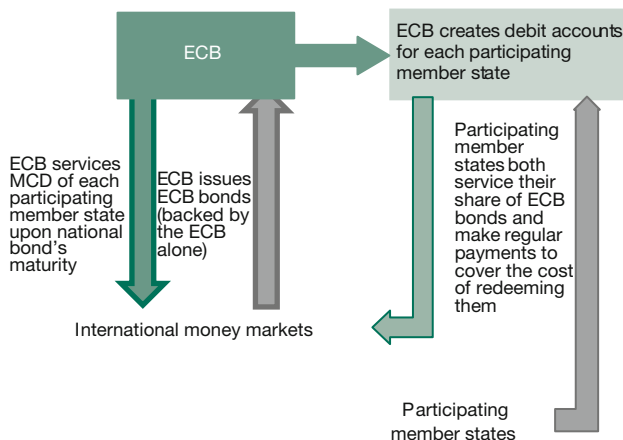 ECB
ECB creates debit accounts
for each participating
member state
ECB services
MCD of each
participating
member state
upon national
bond's
maturity
ECB issues
ECB bonds
(backed by
the ECB
alone)
Participating
member
states both
service their
share of ECB
bonds and
make regular
payments to
cover the cost
of redeeming
them
International money markets
Participating
member states